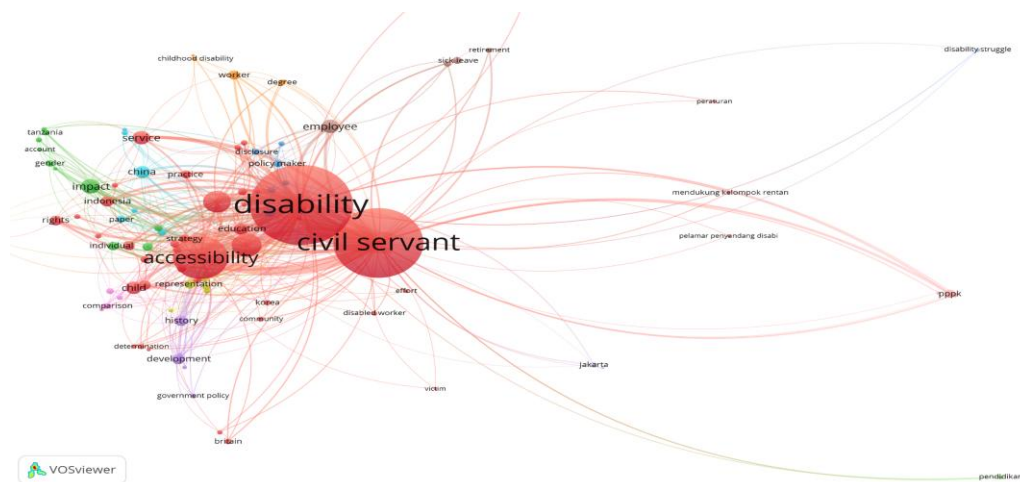 retirement
disability struggle
childhood disability
sick leave
worker
degree
peraturan
employee
tanzania
service
account
disclosure
gender
policy maker
china
practice
impact
mendukung kelompok rentan
indonesia
disability
rights
paper
education
pelamar penyendang disabi
strategy
individual
civil servant
accessibility
child
representation
effort
pppk
comparison
korea
history
community
disabled worker
determination
development
jakarta
victim
government policy
britain
VOSviewer
pendidikan